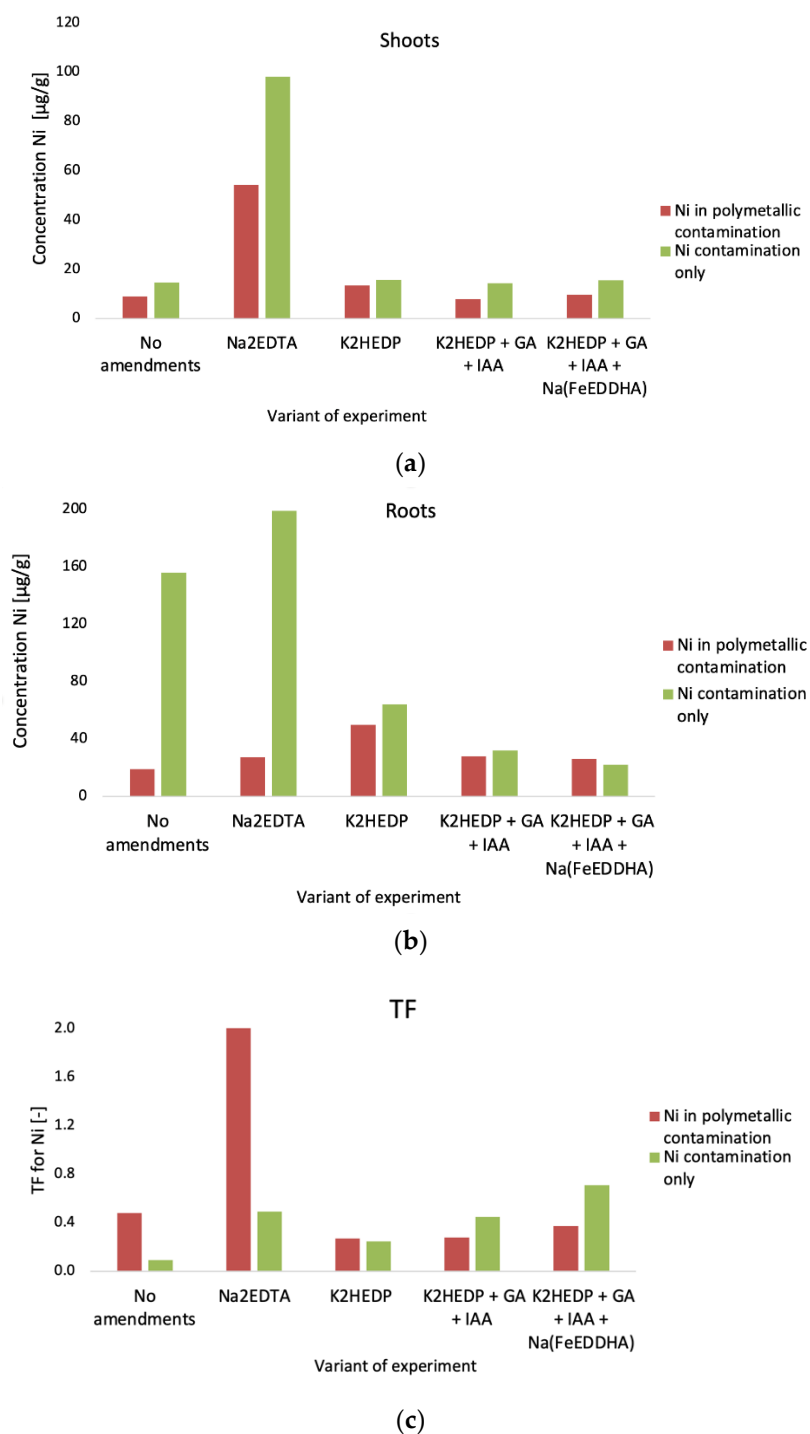 Shoots
Concentration Ni [µg/g]
120
100
80
60
40
20
0
No
amendments
Na2EDTA
K2HEDP
K2HEDP + GA
+ IAA
K2HEDP + GA
+ IAA +
Na(FeEDDHA)
Variant of experiment
Ni in polymetallic
contamination
Ni contamination
only
(a)
Roots
Concentration Ni [µg/g]
200
160
120
80
40
0
No
amendments
Na2EDTA
K2HEDP
K2HEDP + GA
+ IAA
K2HEDP + GA
+ IAA +
Na(FeEDDHA)
Variant of experiment
Ni in polymetallic
contamination
Ni contamination
only
(b)
TF
TF for Ni [-]
2.0
1.6
1.2
0.8
0.4
0.0
No
amendments
Na2EDTA
K2HEDP
K2HEDP + GA
+ IAA
K2HEDP + GA
+ IAA +
Na(FeEDDHA)
Variant of experiment
Ni in polymetallic
contamination
Ni contamination
only
(c)